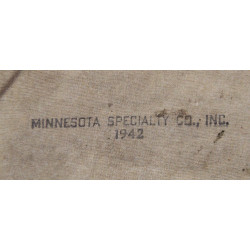 MINNESOTA SPECIALTY CO., INC.
1942